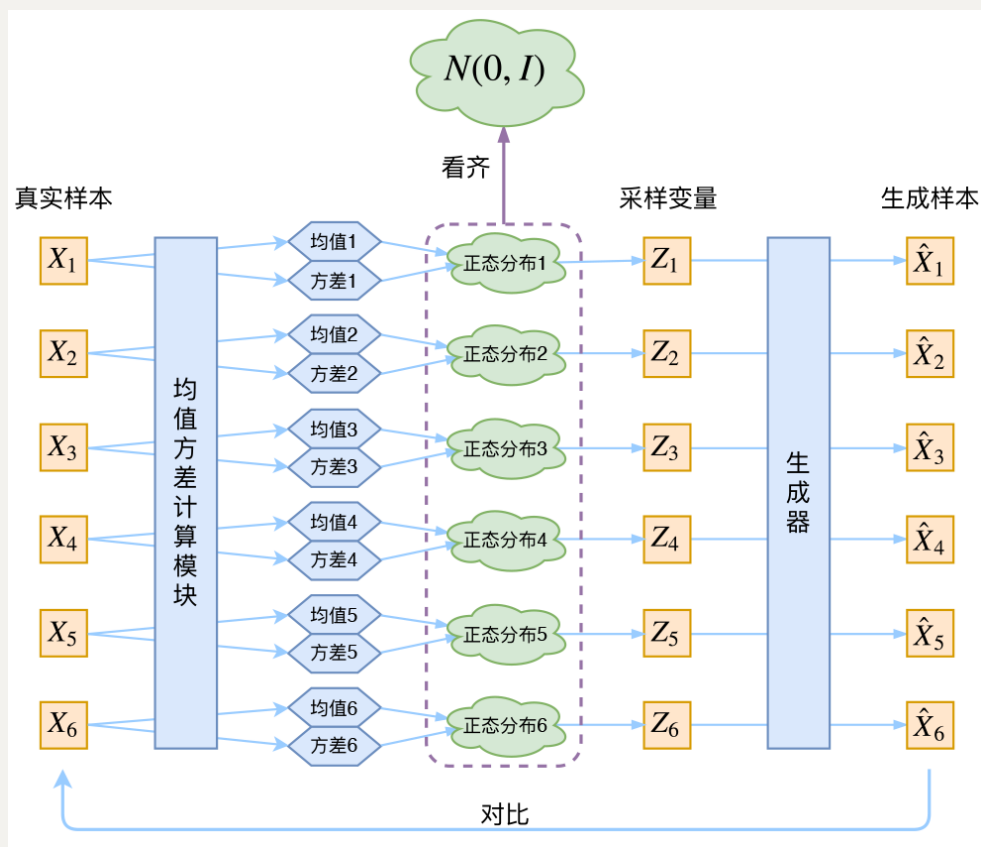 N(0, I)
看齐
真实样本
采样变量
生成样本
X₁
均值1
方差1
正态分布1
Z₁
X̂₁
X₂
均值2
方差2
正态分布2
Z₂
X̂₂
X₃
均值3
方差3
正态分布3
Z₃
X̂₃
X₄
均值4
方差4
正态分布4
Z₄
X̂₄
X₅
均值5
方差5
正态分布5
Z₅
X̂₅
X₆
均值6
方差6
正态分布6
Z₆
X̂₆
均值方差计算模块
生成器
对比